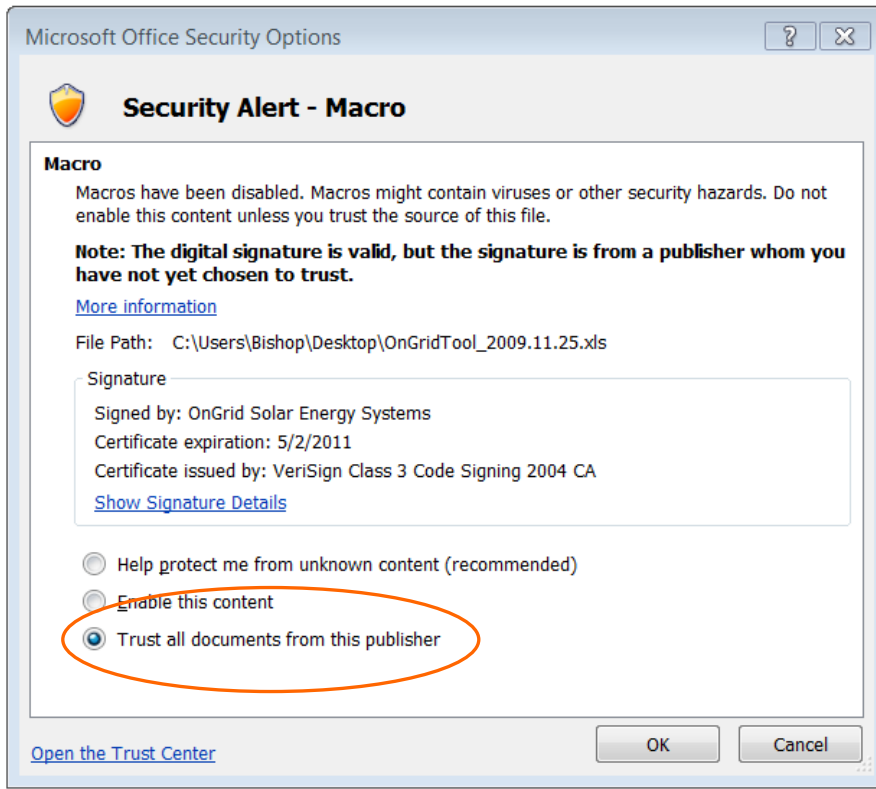 Microsoft Office Security Options
Security Alert - Macro
Macro
Macros have been disabled. Macros might contain viruses or other security hazards. Do not
enable this content unless you trust the source of this file.
Note: The digital signature is valid, but the signature is from a publisher whom you
have not yet chosen to trust.
More information
File Path: C:\Users\Bishop\Desktop\OnGridTool_2009.11.25.xls
Signature
Signed by: OnGrid Solar Energy Systems
Certificate expiration: 5/2/2011
Certificate issued by: VeriSign Class 3 Code Signing 2004 CA
Show Signature Details
Help protect me from unknown content (recommended)
Enable this content
Trust all documents from this publisher
Open the Trust Center
OK
Cancel